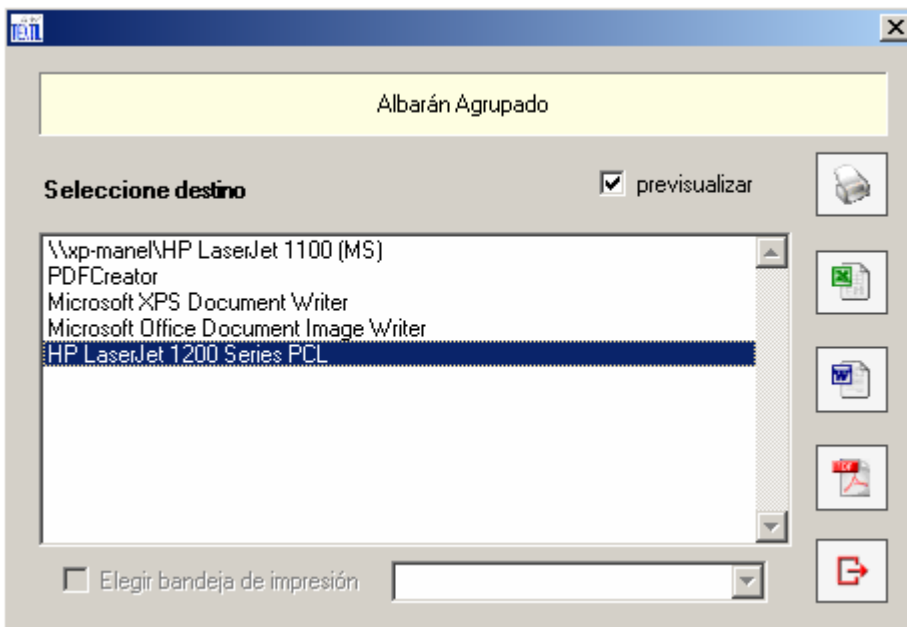 TEXTL
Albarán Agrupado
Seleccione destino
previsualizar
\\xp-manel\HP LaserJet 1100 (MS)
PDFCreator
Microsoft XPS Document Writer
Microsoft Office Document Image Writer
HP LaserJet 1200 Series PCL
Elegir bandeja de impresión